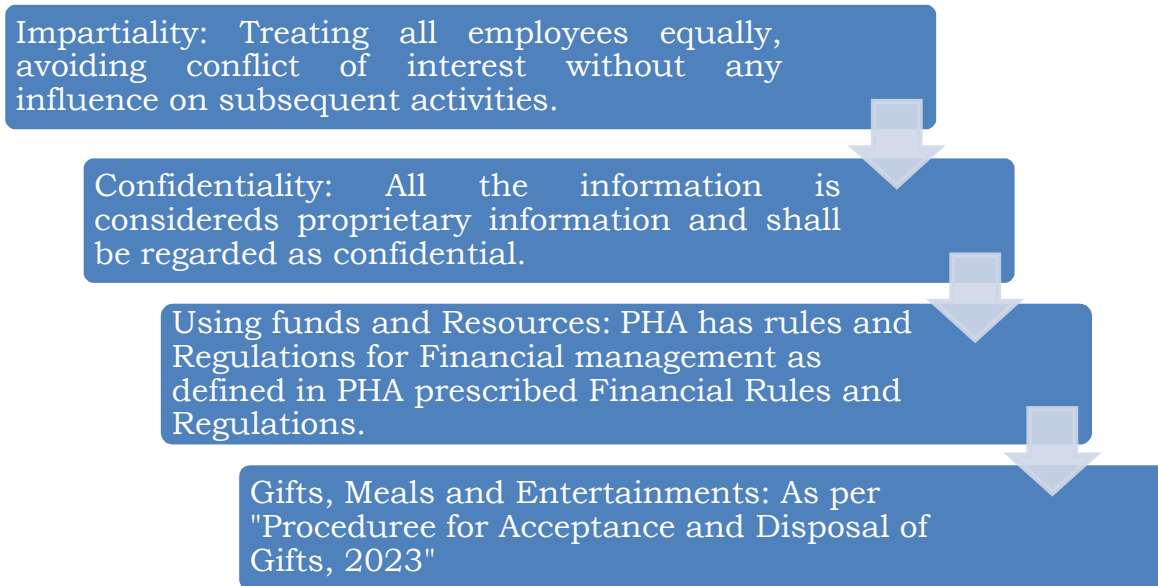 Impartiality: Treating all employees equally,
avoiding conflict of interest without any
influence on subsequent activities.
Confidentiality: All the information is
considereds proprietary information and shall
be regarded as confidential.
Using funds and Resources: PHA has rules and
Regulations for Financial management as
defined in PHA prescribed Financial Rules and
Regulations.
Gifts, Meals and Entertainments: As per
"Proceduree for Acceptance and Disposal of
Gifts, 2023"